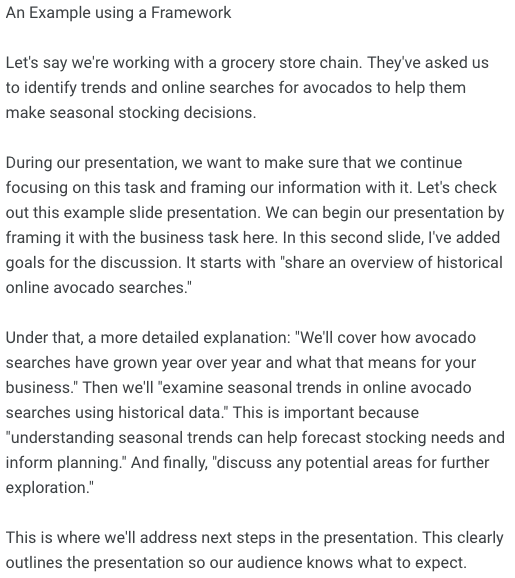 An Example using a Framework
Let's say we're working with a grocery store chain. They've asked us
to identify trends and online searches for avocados to help them
make seasonal stocking decisions.
During our presentation, we want to make sure that we continue
focusing on this task and framing our information with it. Let's check
out this example slide presentation. We can begin our presentation by
framing it with the business task here. In this second slide, I've added
goals for the discussion. It starts with "share an overview of historical
online avocado searches."
Under that, a more detailed explanation: "We'll cover how avocado
searches have grown year over year and what that means for your
business." Then we'll "examine seasonal trends in online avocado
searches using historical data." This is important because
"understanding seasonal trends can help forecast stocking needs and
inform planning." And finally, "discuss any potential areas for further
exploration."
This is where we'll address next steps in the presentation. This clearly
outlines the presentation so our audience knows what to expect.